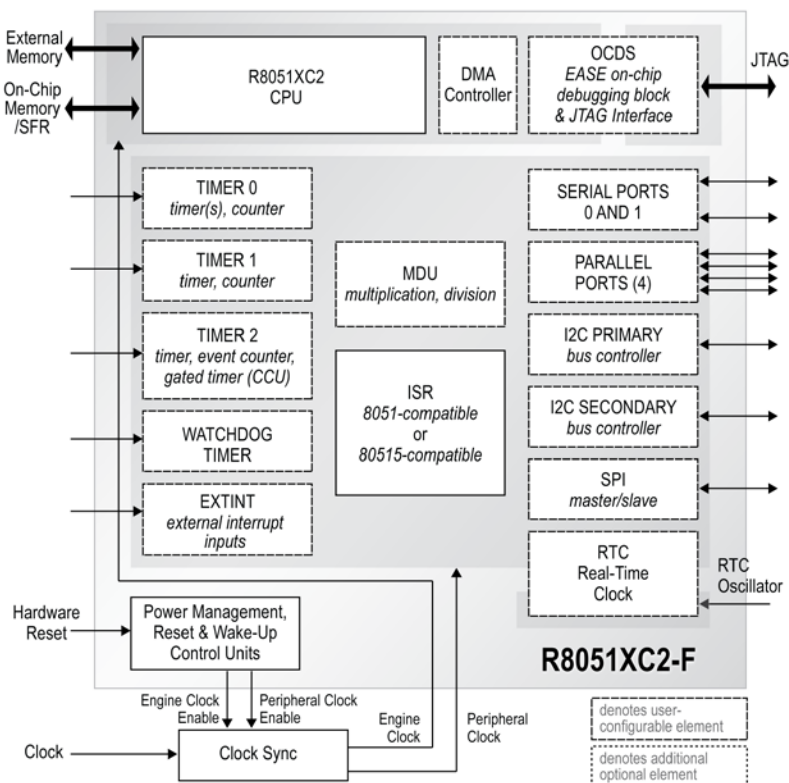 External
Memory
On-Chip
Memory
/SFR
R8051XC2
CPU
DMA
Controller
OCDS
EASE on-chip
debugging block
& JTAG Interface
JTAG
TIMER 0
timer(s), counter
TIMER 1
timer, counter
TIMER 2
timer, event counter,
gated timer (CCU)
WATCHDOG
TIMER
EXTINT
external interrupt
inputs
MDU
multiplication, division
ISR
8051-compatible
or
80515-compatible
SERIAL PORTS
0 AND 1
PARALLEL
PORTS (4)
I2C PRIMARY
bus controller
I2C SECONDARY
bus controller
SPI
master/slave
RTC
Real-Time
Clock
RTC
Oscillator
Hardware
Reset
Power Management,
Reset & Wake-Up
Control Units
R8051XC2-F
Engine Clock
Enable
Peripheral Clock
Enable
Engine
Clock
Peripheral
Clock
Clock
Clock Sync
denotes user-
configurable element
denotes additional
optional element